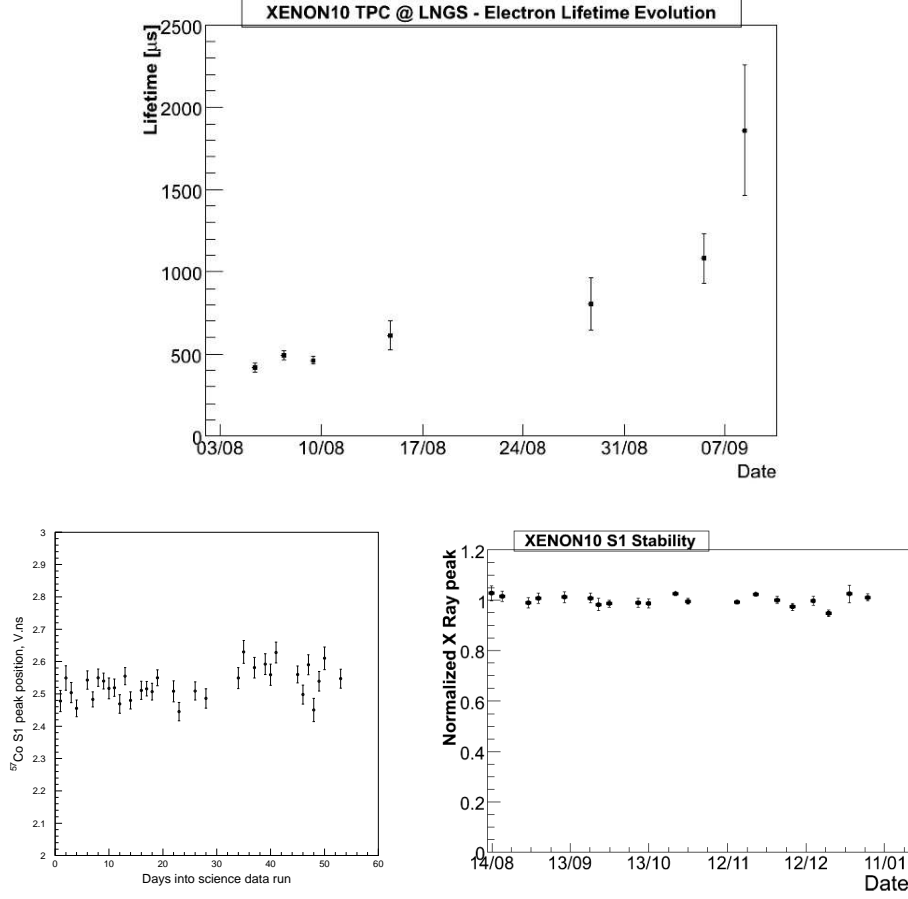 XENON10 TPC @ LNGS - Electron Lifetime Evolution
Lifetime [μs]
2500
2000
1500
1000
500
0
03/08 10/08 17/08 24/08 31/08 07/09
Date
57Co S1 peak position, V.ns
3
2.9
2.8
2.7
2.6
2.5
2.4
2.3
2.2
2.1
2
0 10 20 30 40 50 60
Days into science data run
XENON10 S1 Stability
Normalized X Ray peak
1.2
1
0.8
0.6
0.4
0.2
0
14/08 13/09 13/10 12/11 12/12 11/01
Date